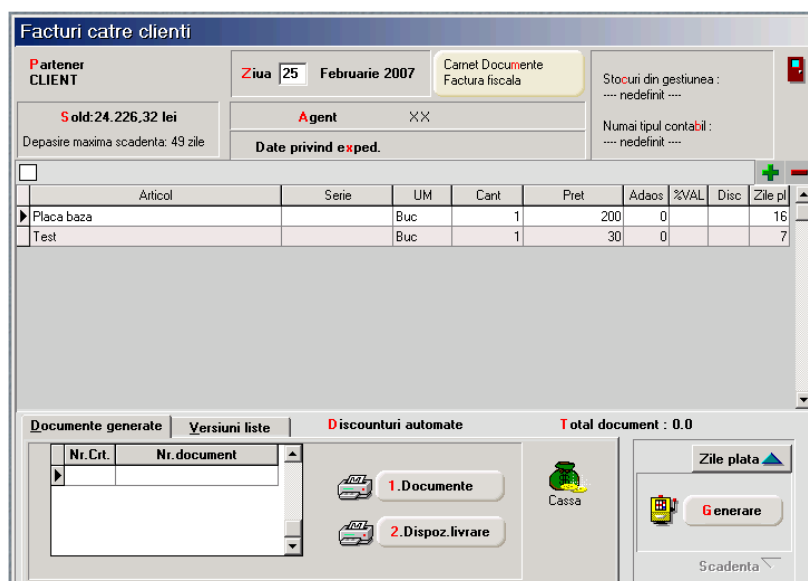 Facturi catre clienti
Partener
CLIENT
Ziua 25 Februarie 2007
Carnet Documente
Factura fiscala
Stocuri din gestiunea :
---- nedefinit ----
Sold:24.226,32 lei
Depasire maxima scadenta: 49 zile
Agent XX
Date privind exped.
Numai tipul contabil :
---- nedefinit ----
Articol Serie UM Cant Pret Adaos %VAL Disc Zile pl
Placa baza Buc 1 200 0 16
Test Buc 1 30 0 7
Documente generate Versiuni liste Discounturi automate Total document : 0.0
Nr.Crt. Nr.document
1.Documente
2.Dispoz.livrare
Cassa
Zile plata
Generare
Scadenta